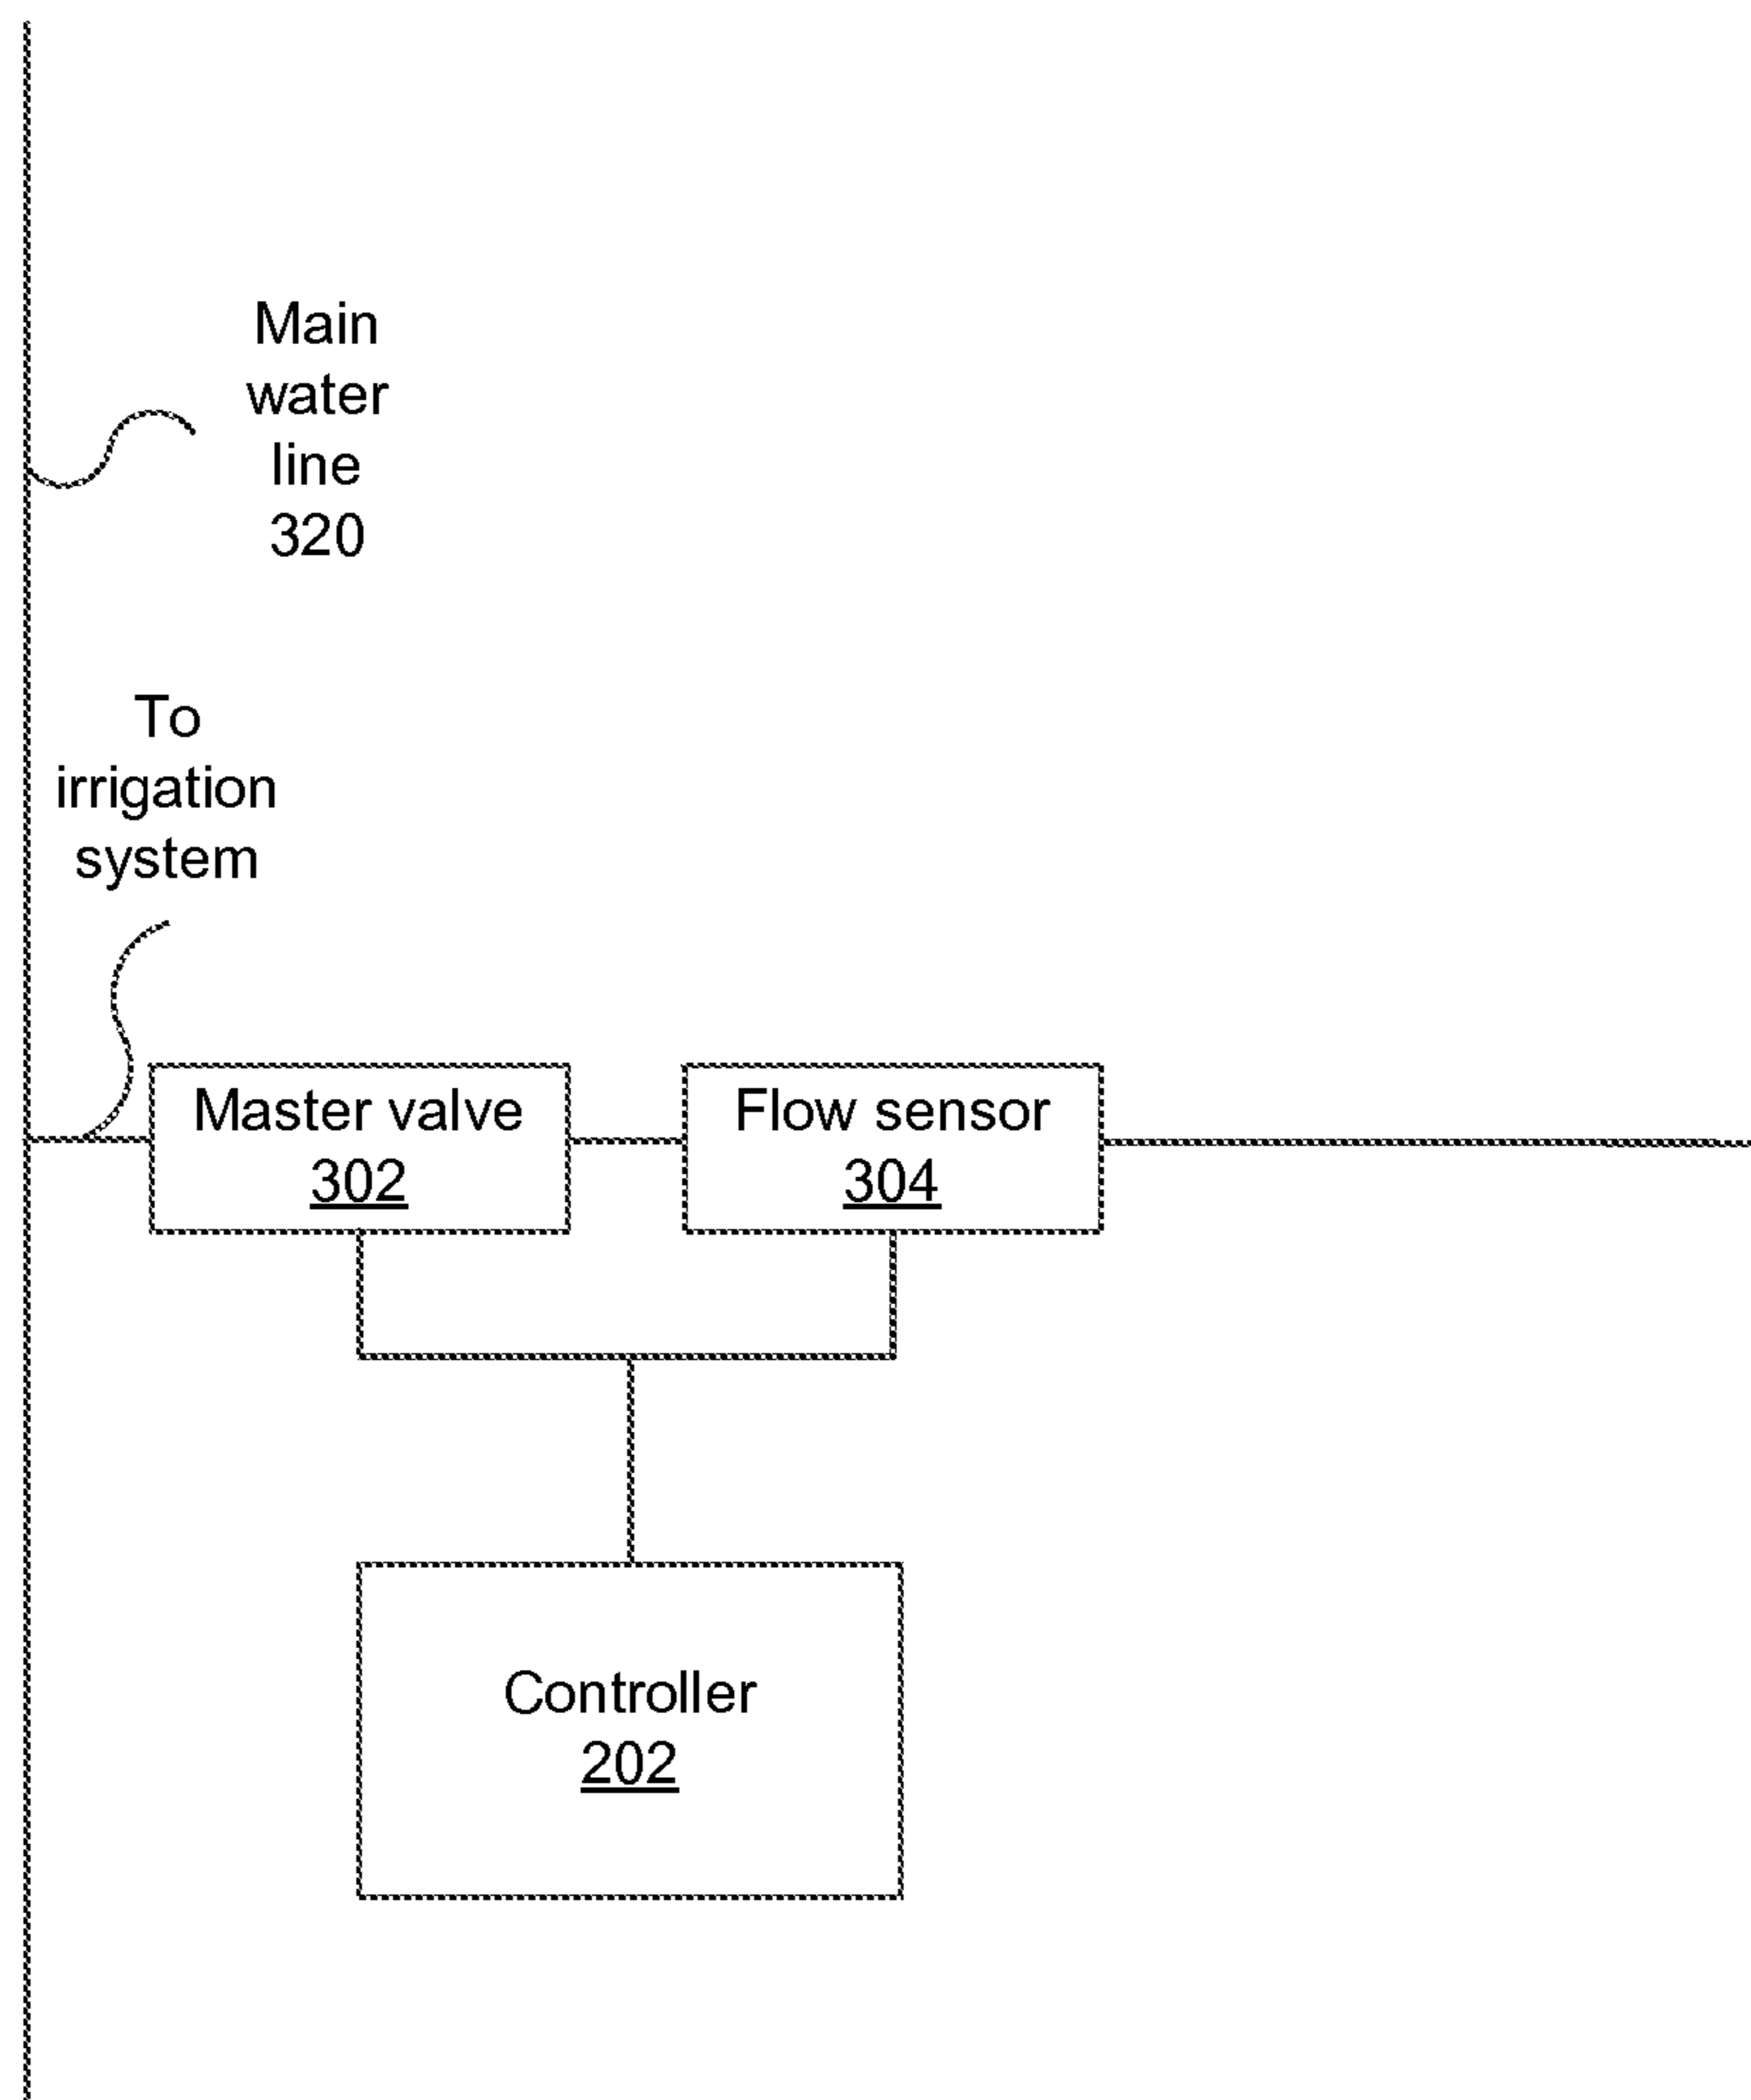 Main
water
line
320
To
irrigation
system
Master valve
302
Flow sensor
304
Controller
202